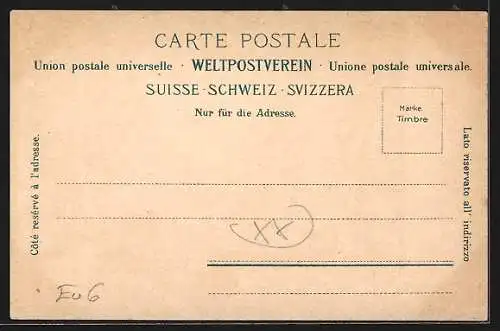 CARTE POSTALE
Union postale universelle · WELTPOSTVEREIN · Unione postale universale.
SUISSE · SCHWEIZ · SVIZZERA
Nur für die Adresse.
Marke.
Timbre
Côté resérvé à l'adresse.
Lato riservato all' indirizzo
XX
Eu6